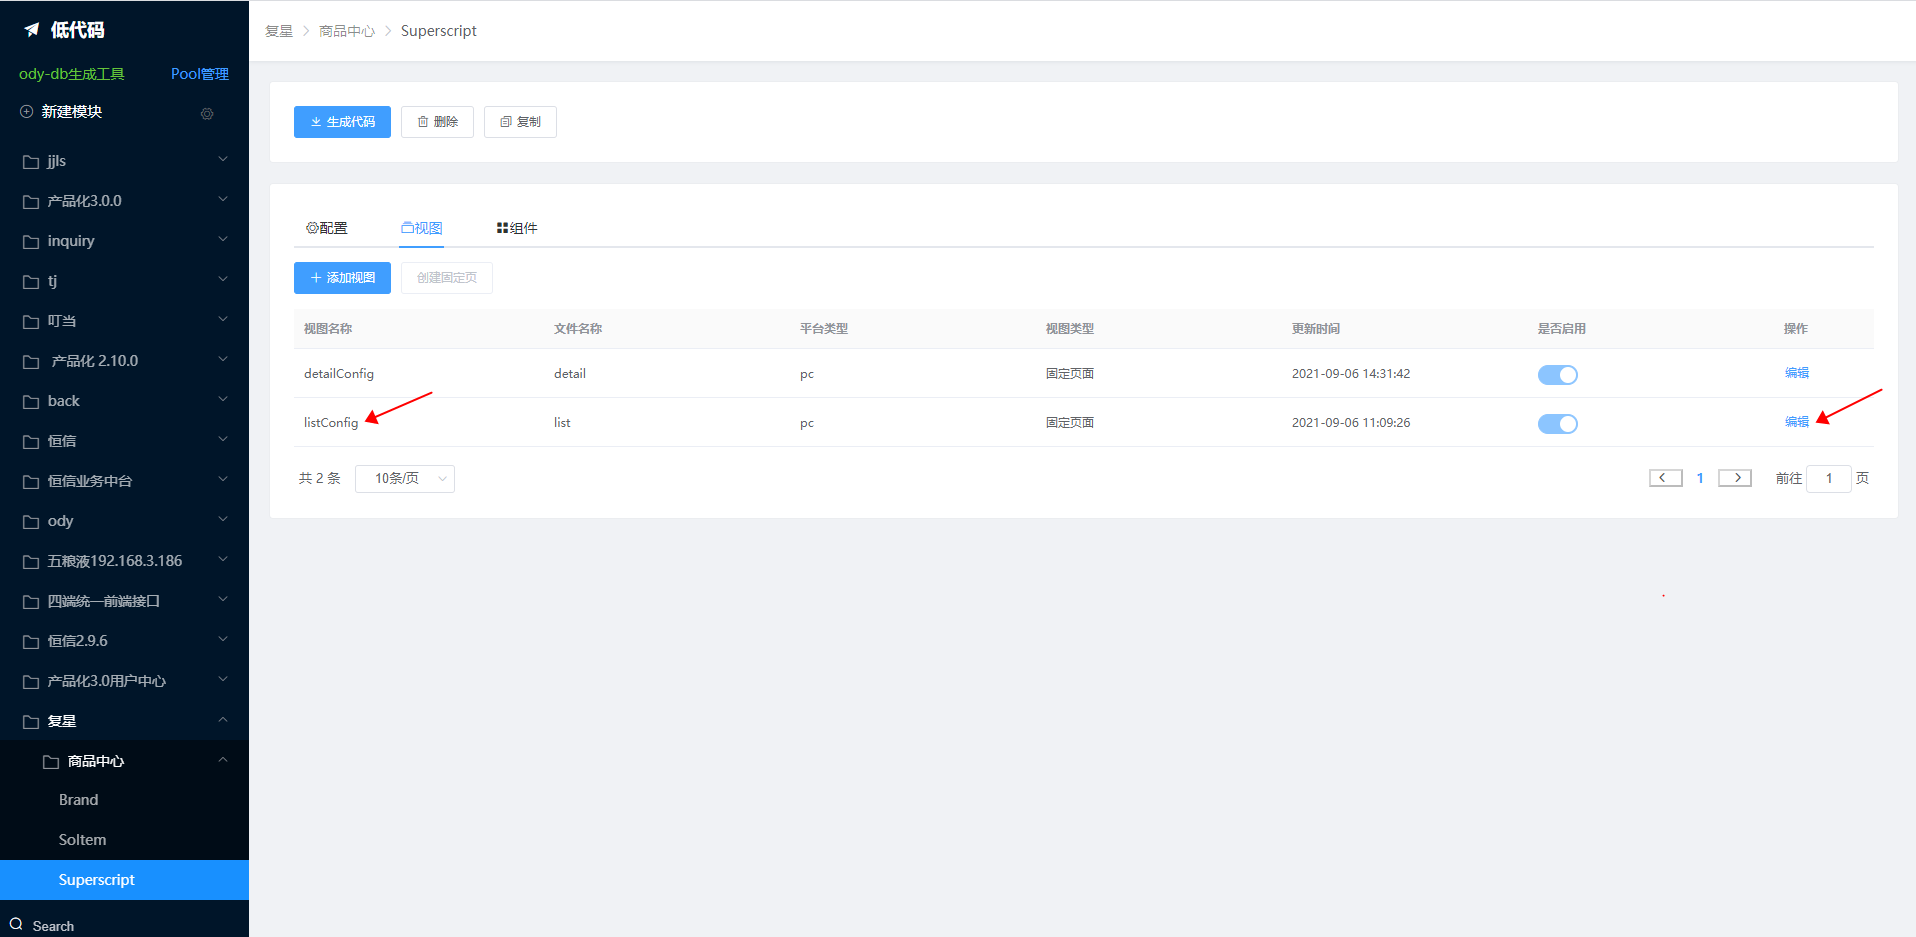 低代码
ody-db生成工具 Pool管理
新建模块
jjls
产品化3.0.0
inquiry
tj
叮当
产品化 2.10.0
back
恒信
恒信业务中台
ody
五粮液192.168.3.186
四端统一前端接口
恒信2.9.6
产品化3.0用户中心
复星
商品中心
Brand
SoItem
Superscript
Search
复星 > 商品中心 > Superscript
生成代码 删除 复制
配置 视图 组件
添加视图 创建固定页
视图名称 文件名称 平台类型 视图类型 更新时间 是否启用 操作
detailConfig detail pc 固定页面 2021-09-06 14:31:42 编辑
listConfig list pc 固定页面 2021-09-06 11:09:26 编辑
共 2 条 10条/页 < 1 > 前往 1 页